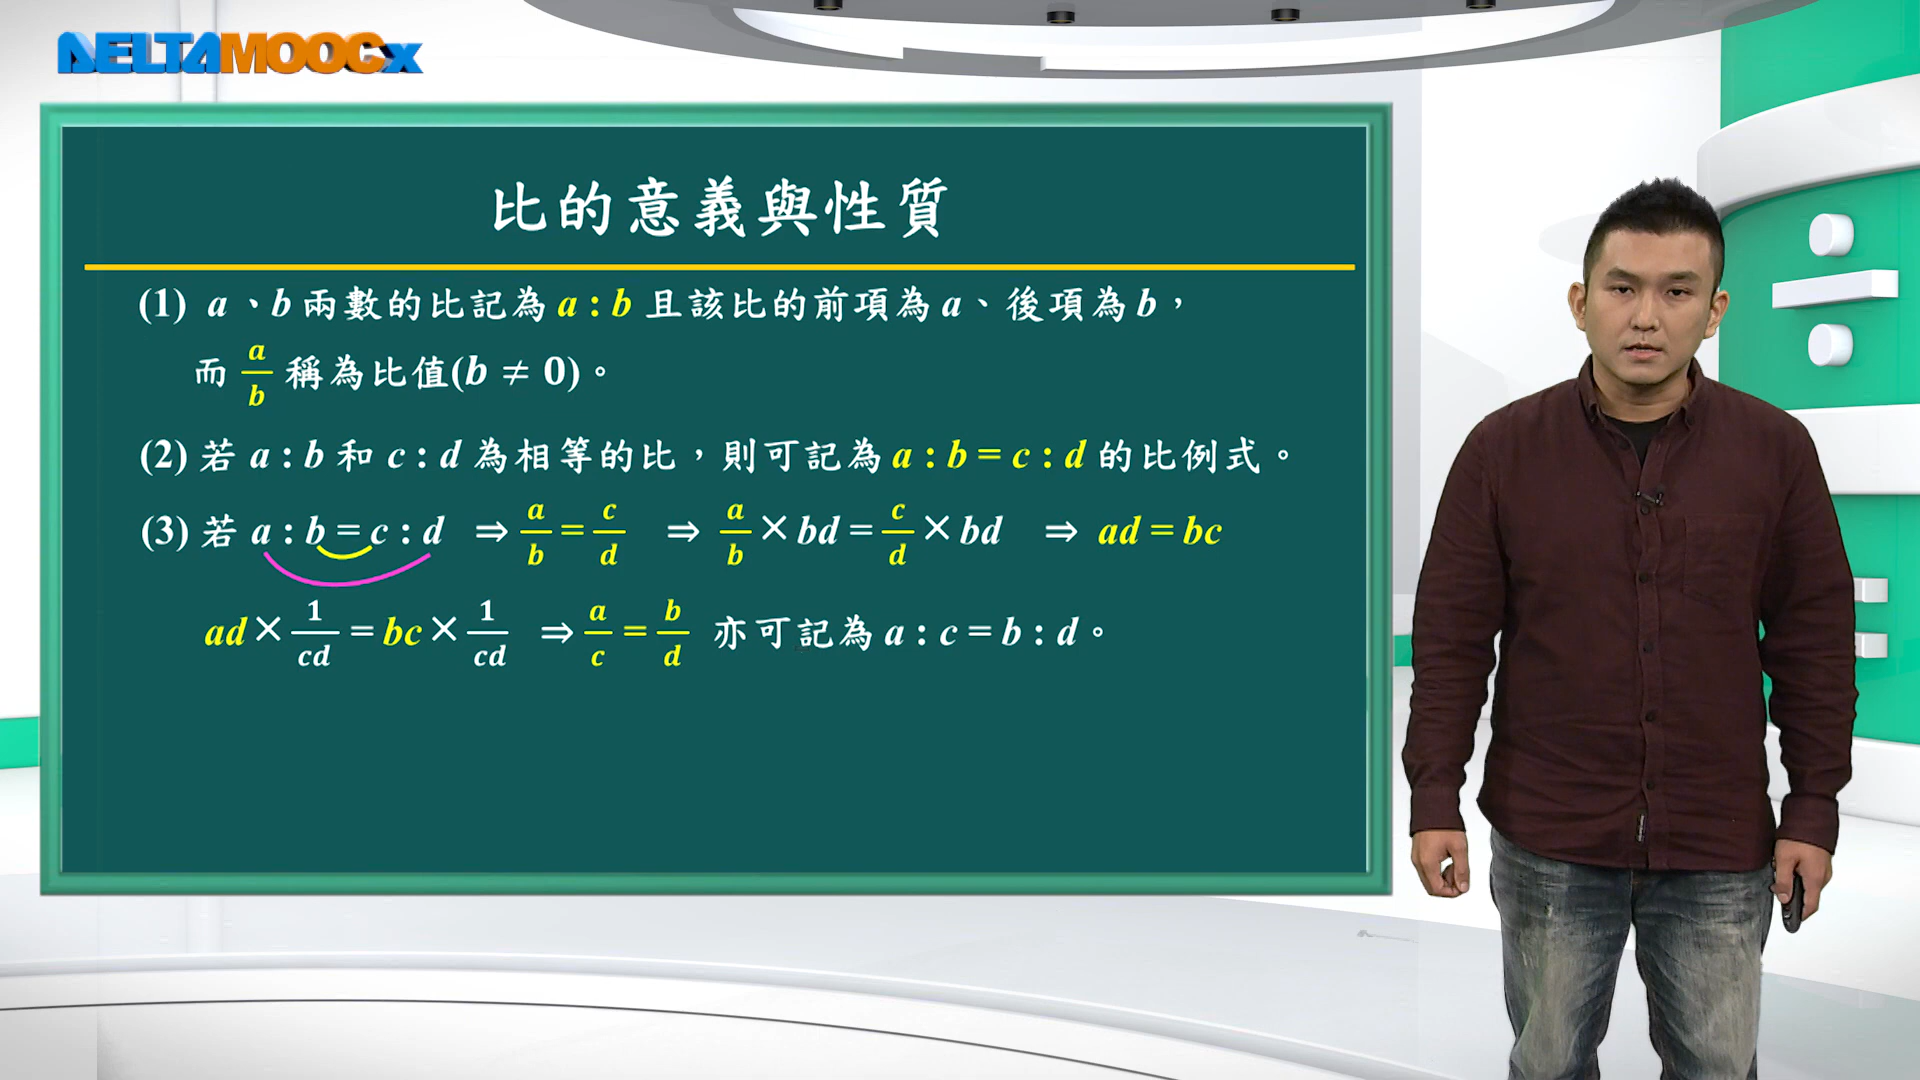 DELTAMOOCx
比的意義與性質
(1) a、b 兩數的比記為 a : b 且該比的前項為 a、後項為 b，
而 a/b 稱為比值(b ≠ 0)。
(2) 若 a : b 和 c : d 為相等的比，則可記為 a : b = c : d 的比例式。
(3) 若 a : b = c : d ⇒ a/b = c/d ⇒ a/b × bd = c/d × bd ⇒ ad = bc
ad × 1/cd = bc × 1/cd ⇒ a/c = b/d 亦可記為 a : c = b : d。